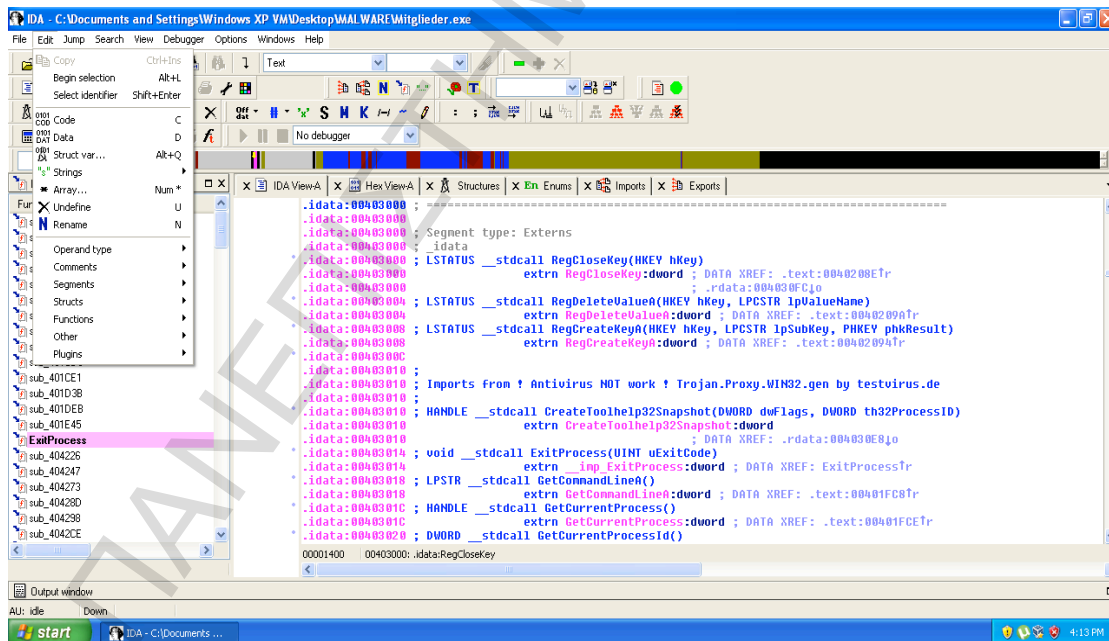 IDA - C:\Documents and Settings\Windows XP VM\Desktop\MALWARE\Mitglieder.exe
File Edit Jump Search View Debugger Options Windows Help
Copy Ctrl+Ins
Begin selection Alt+L
Select identifier Shift+Enter
Code C
Data D
Struct var... Alt+Q
Strings
Array... Num *
Undefine U
Rename N
Operand type
Comments
Segments
Structs
Functions
Other
Plugins
Text
No debugger
IDA View-A Hex View-A Structures Enums Imports Exports
sub_401CE1
sub_401D3B
sub_401DEB
sub_401E45
ExitProcess
sub_404226
sub_404247
sub_404273
sub_40428D
sub_404298
sub_4042CE
.idata:00403000 ; ===========================================================================
.idata:00403000
.idata:00403000 ; Segment type: Externs
.idata:00403000 ; _idata
.idata:00403000 ; LSTATUS __stdcall RegCloseKey(HKEY hKey)
.idata:00403000 extrn RegCloseKey:dword ; DATA XREF: .text:0040208E↑r
.idata:00403000 ; .rdata:004030FC↓o
.idata:00403004 ; LSTATUS __stdcall RegDeleteValueA(HKEY hKey, LPCSTR lpValueName)
.idata:00403004 extrn RegDeleteValueA:dword ; DATA XREF: .text:0040209A↑r
.idata:00403008 ; LSTATUS __stdcall RegCreateKeyA(HKEY hKey, LPCSTR lpSubKey, PHKEY phkResult)
.idata:00403008 extrn RegCreateKeyA:dword ; DATA XREF: .text:00402094↑r
.idata:0040300C
.idata:00403010 ;
.idata:00403010 ; Imports from ! Antivirus NOT work ! Trojan.Proxy.WIN32.gen by testvirus.de
.idata:00403010 ;
.idata:00403010 ; HANDLE __stdcall CreateToolhelp32Snapshot(DWORD dwFlags, DWORD th32ProcessID)
.idata:00403010 extrn CreateToolhelp32Snapshot:dword
.idata:00403010 ; DATA XREF: .rdata:004030E8↓o
.idata:00403014 ; void __stdcall ExitProcess(UINT uExitCode)
.idata:00403014 extrn __imp_ExitProcess:dword ; DATA XREF: ExitProcess↑r
.idata:00403018 ; LPSTR __stdcall GetCommandLineA()
.idata:00403018 extrn GetCommandLineA:dword ; DATA XREF: .text:00401FC8↑r
.idata:0040301C ; HANDLE __stdcall GetCurrentProcess()
.idata:0040301C extrn GetCurrentProcess:dword ; DATA XREF: .text:00401FCE↑r
.idata:00403020 ; DWORD __stdcall GetCurrentProcessId()
00001400 00403000: .idata:RegCloseKey
Output window
AU: idle Down
start IDA - C:\Documents ... 4:13 PM